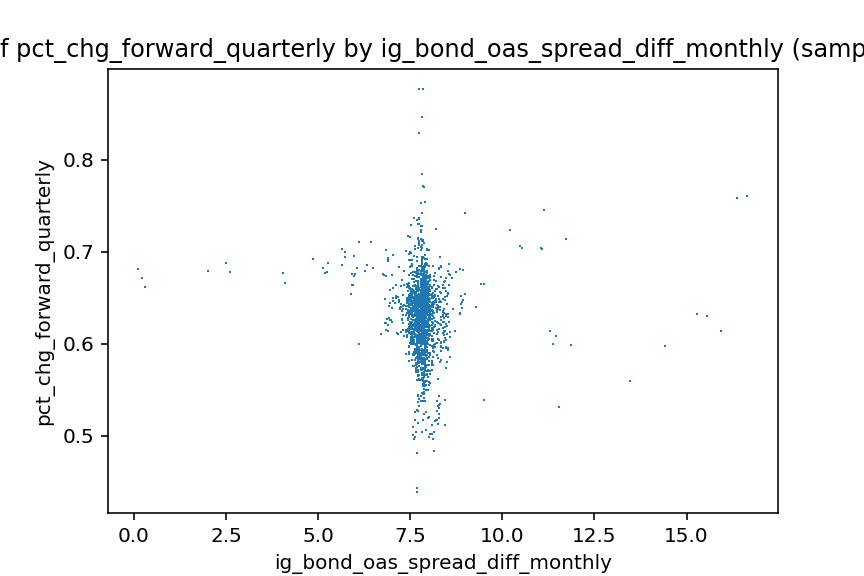 f pct_chg_forward_quarterly by ig_bond_oas_spread_diff_monthly (samp
0.8
0.7
0.6
0.5
pct_chg_forward_quarterly
0.0 2.5 5.0 7.5 10.0 12.5 15.0
ig_bond_oas_spread_diff_monthly